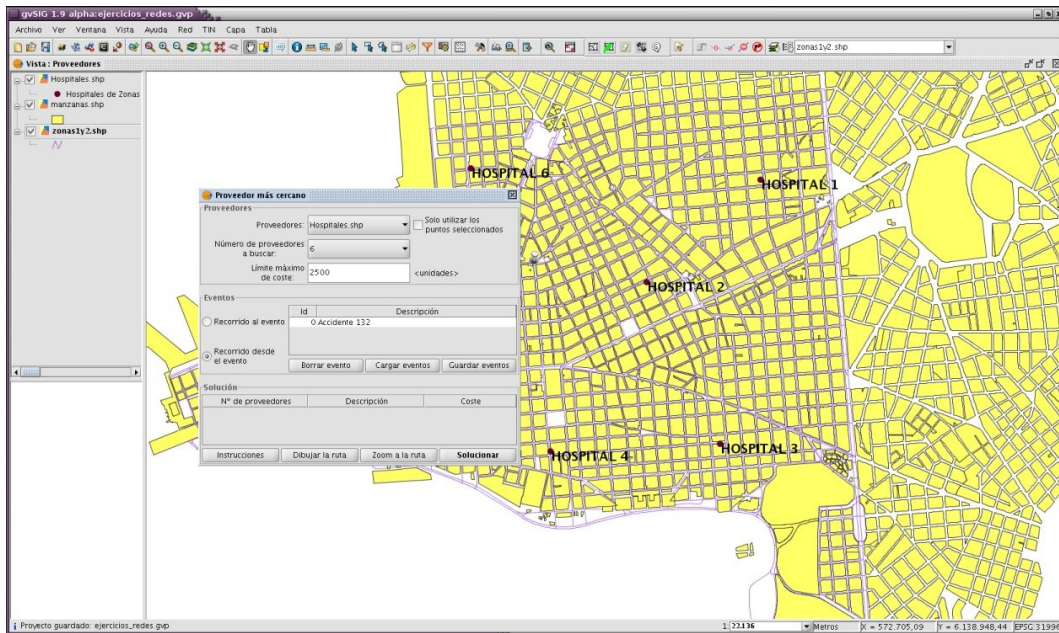 gvSIG 1.9 alpha:ejercicios_redes.gvp
Archivo Ver Ventana Vista Ayuda Red TIN Capa Tabla
zonas1y2.shp
Vista : Proveedores
Hospitales.shp
Hospitales de Zonas
manzanas.shp
zonas1y2.shp
HOSPITAL 6
HOSPITAL 1
HOSPITAL 2
HOSPITAL 3
HOSPITAL 4
Proveedor más cercano
Proveedores
Proveedores: Hospitales.shp
Solo utilizar los
puntos seleccionados
Número de proveedores
a buscar:
6
Límite máximo
de coste:
2500
<unidades>
Eventos
Id Descripción
0 Accidente 132
Recorrido al evento
Recorrido desde
el evento
Borrar evento Cargar eventos Guardar eventos
Solución
N° de proveedores Descripción Coste
Instrucciones Dibujar la ruta Zoom a la ruta Solucionar
Proyecto guardado: ejercicios_redes.gvp
1: 22.136 Metros X = 572.705,09 Y = 6.138.948,44 EPSG:31996